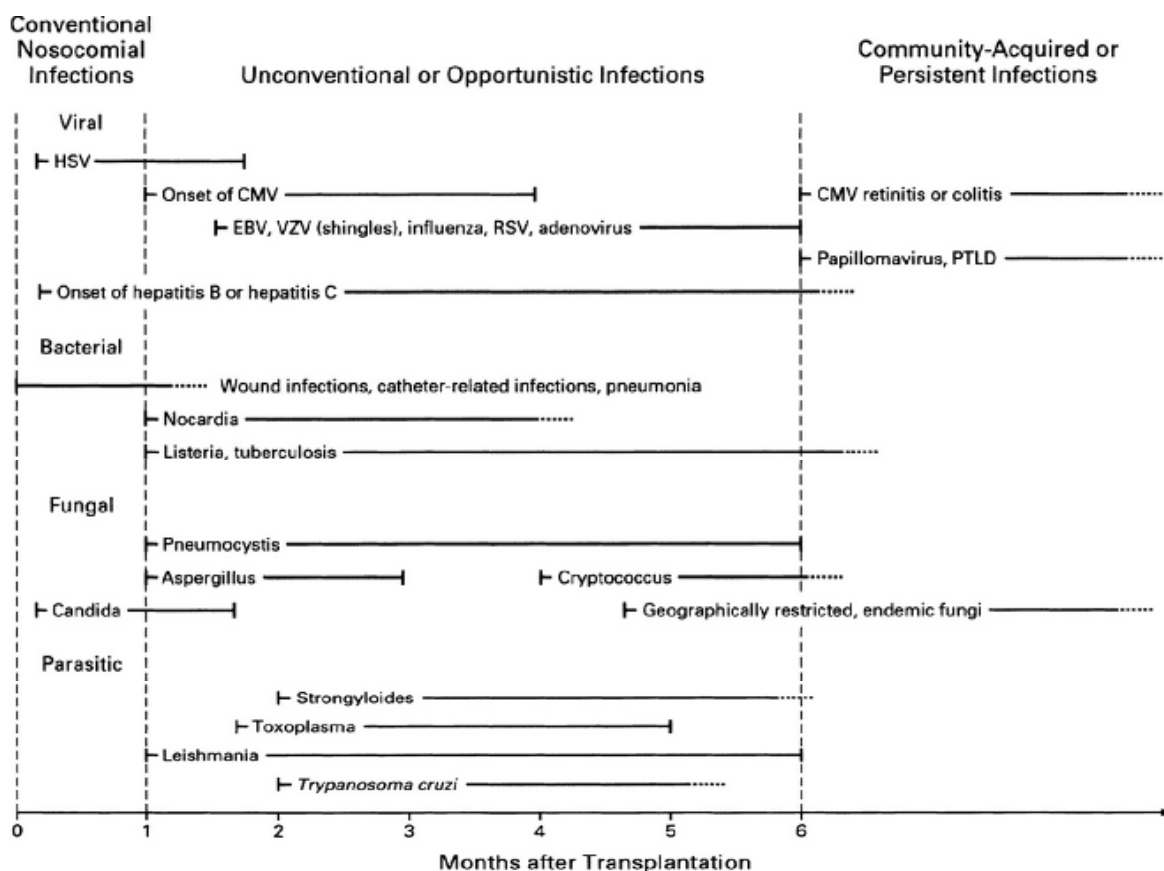 Conventional
Nosocomial
Infections
Unconventional or Opportunistic Infections
Community-Acquired or
Persistent Infections
Viral
HSV
Onset of CMV
CMV retinitis or colitis
EBV, VZV (shingles), influenza, RSV, adenovirus
Papillomavirus, PTLD
Onset of hepatitis B or hepatitis C
Bacterial
Wound infections, catheter-related infections, pneumonia
Nocardia
Listeria, tuberculosis
Fungal
Pneumocystis
Aspergillus
Cryptococcus
Candida
Geographically restricted, endemic fungi
Parasitic
Strongyloides
Toxoplasma
Leishmania
Trypanosoma cruzi
0 1 2 3 4 5 6
Months after Transplantation